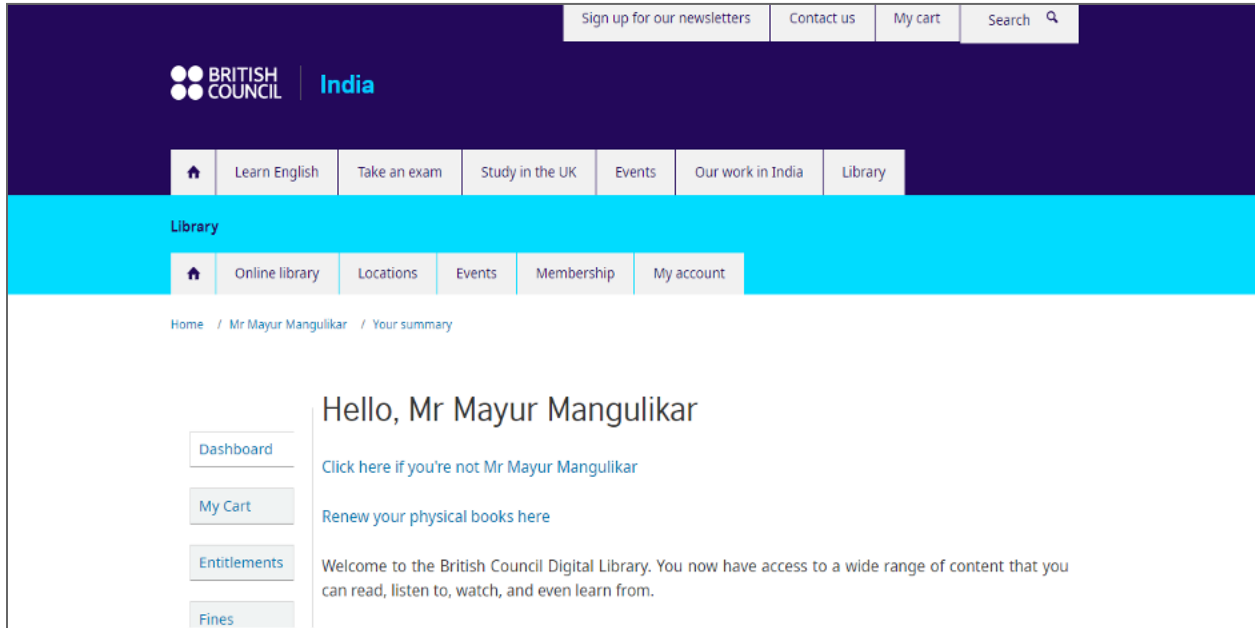 Sign up for our newsletters Contact us My cart Search
BRITISH
COUNCIL
India
Learn English Take an exam Study in the UK Events Our work in India Library
Library
Online library Locations Events Membership My account
Home / Mr Mayur Mangulikar / Your summary
Hello, Mr Mayur Mangulikar
Dashboard
Click here if you're not Mr Mayur Mangulikar
My Cart
Renew your physical books here
Entitlements
Welcome to the British Council Digital Library. You now have access to a wide range of content that you
can read, listen to, watch, and even learn from.
Fines